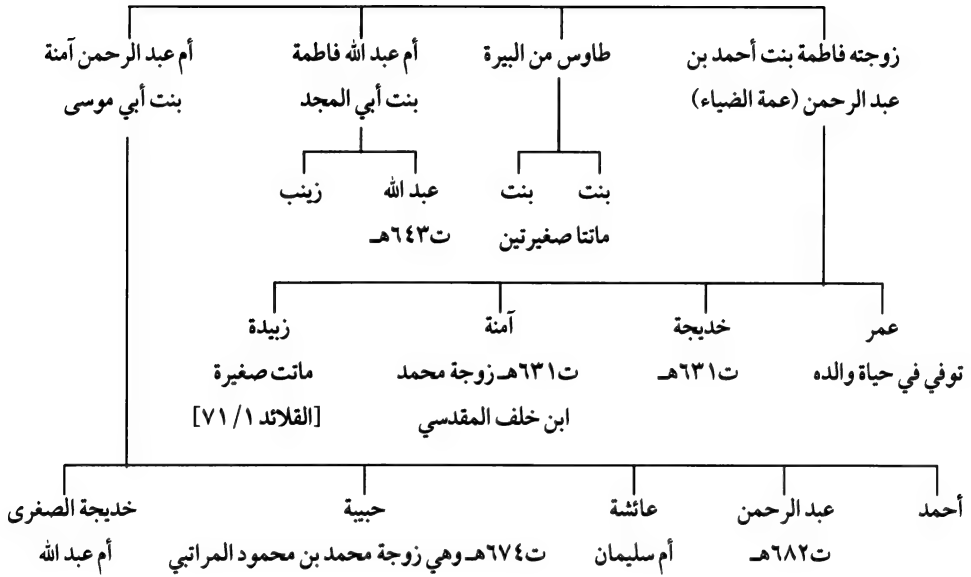 زوجته فاطمة بنت أحمد بن طاوس من البيرة أم عبد الله فاطمة أم عبد الرحمن آمنة
عبد الرحمن (عمة الضياء) بنت أبي المجد بنت أبي موسى
بنت بنت عبد الله زينب
ماتتا صغيرتين ت٦٤٣هـ
عمر خديجة آمنة زبيدة
توفي في حياة والده ت٦٣١هـ ت٦٣١هـ زوجة محمد ماتت صغيرة
ابن خلف المقدسي [القلائد ١/ ٧١]
أحمد عبد الرحمن عائشة حبيبة خديجة الصغرى
ت٦٨٢هـ أم سليمان ت٦٧٤هـ وهي زوجة محمد بن محمود المراتبي أم عبد الله